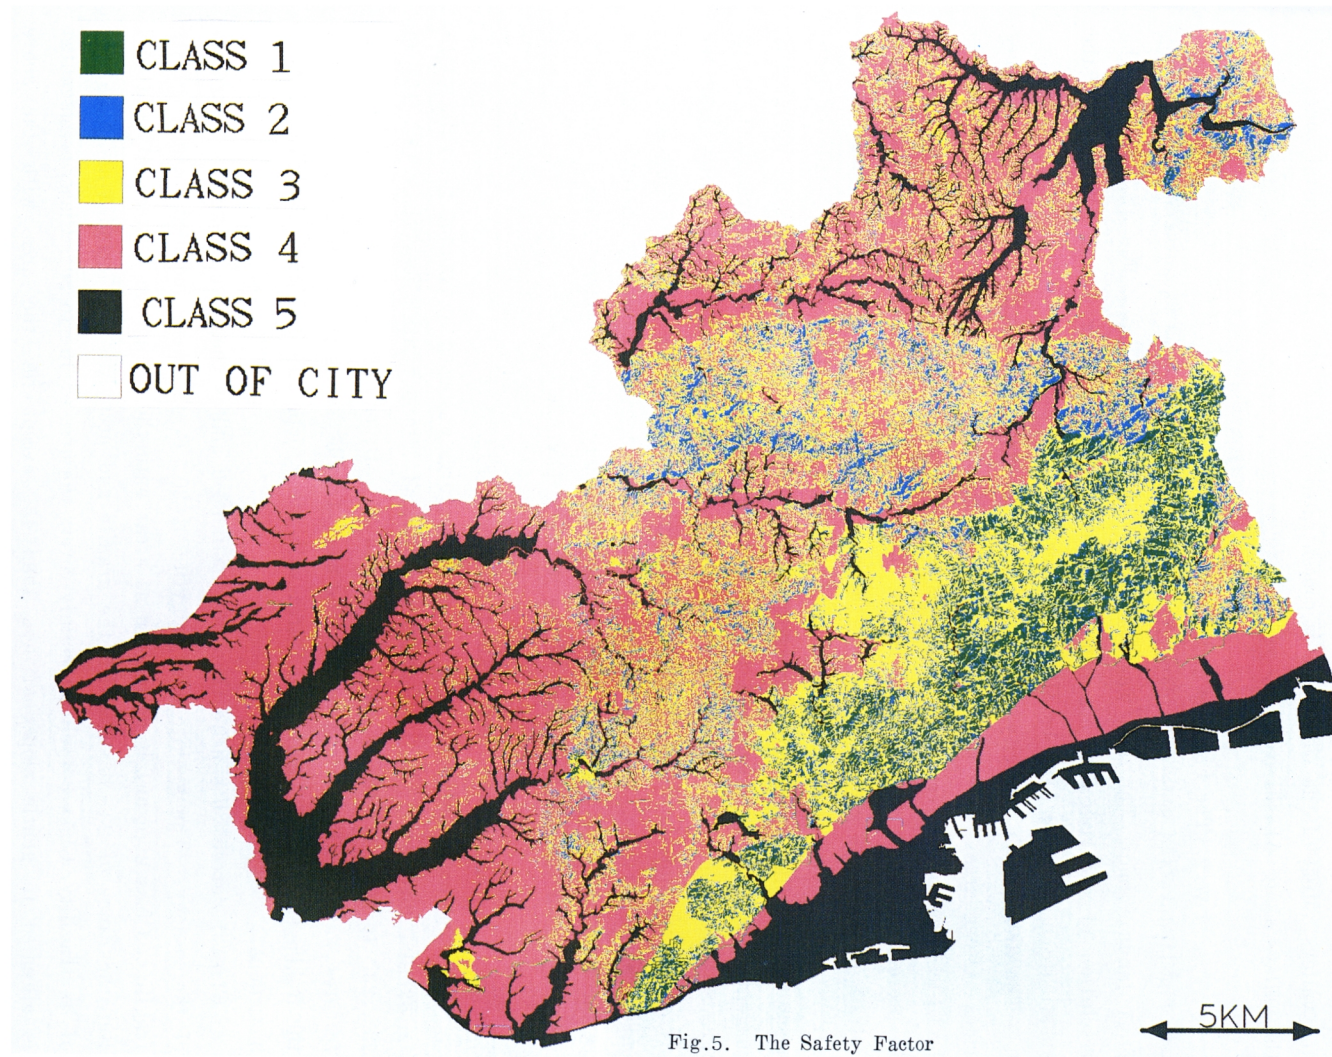 CLASS 1
CLASS 2
CLASS 3
CLASS 4
CLASS 5
OUT OF CITY
5KM
Fig.5. The Safety Factor